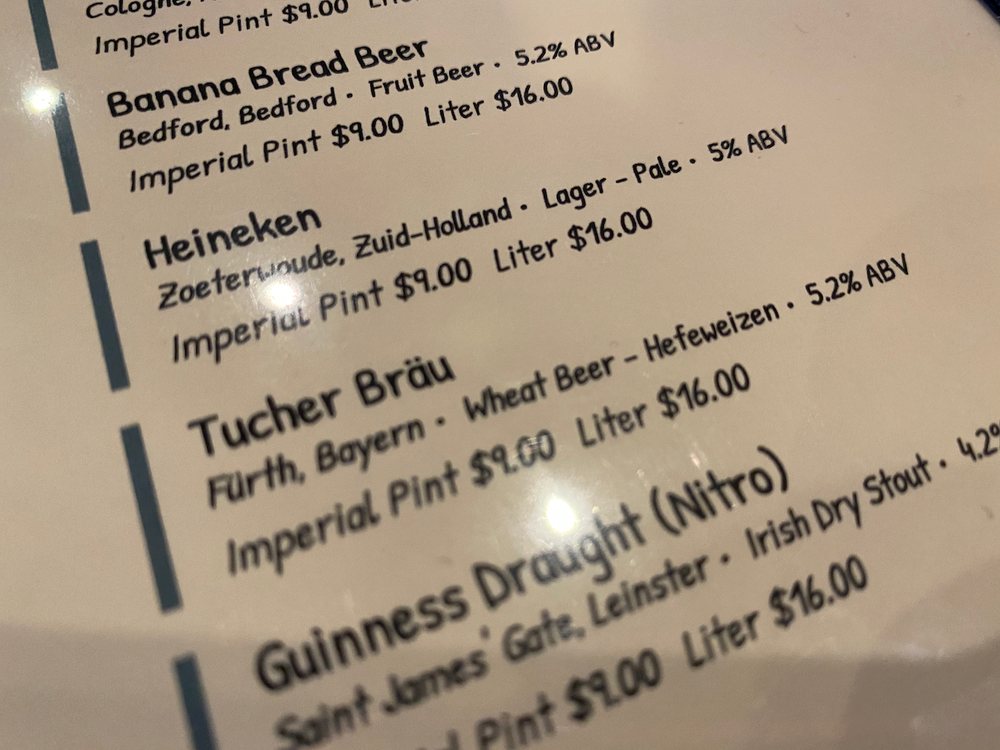 Cologne,
Imperial Pint $9.00
Banana Bread Beer
Bedford, Bedford · Fruit Beer · 5.2% ABV
Imperial Pint $9.00 Liter $16.00
Heineken
Zoeterwoude, Zuid-Holland · Lager - Pale · 5% ABV
Imperial Pint $9.00 Liter $16.00
Tucher Bräu
Fürth, Bayern · Wheat Beer - Hefeweizen · 5.2% ABV
Imperial Pint $9.00 Liter $16.00
Guinness Draught (Nitro)
Saint James' Gate, Leinster · Irish Dry Stout · 4.2%
Pint $9.00 Liter $16.00